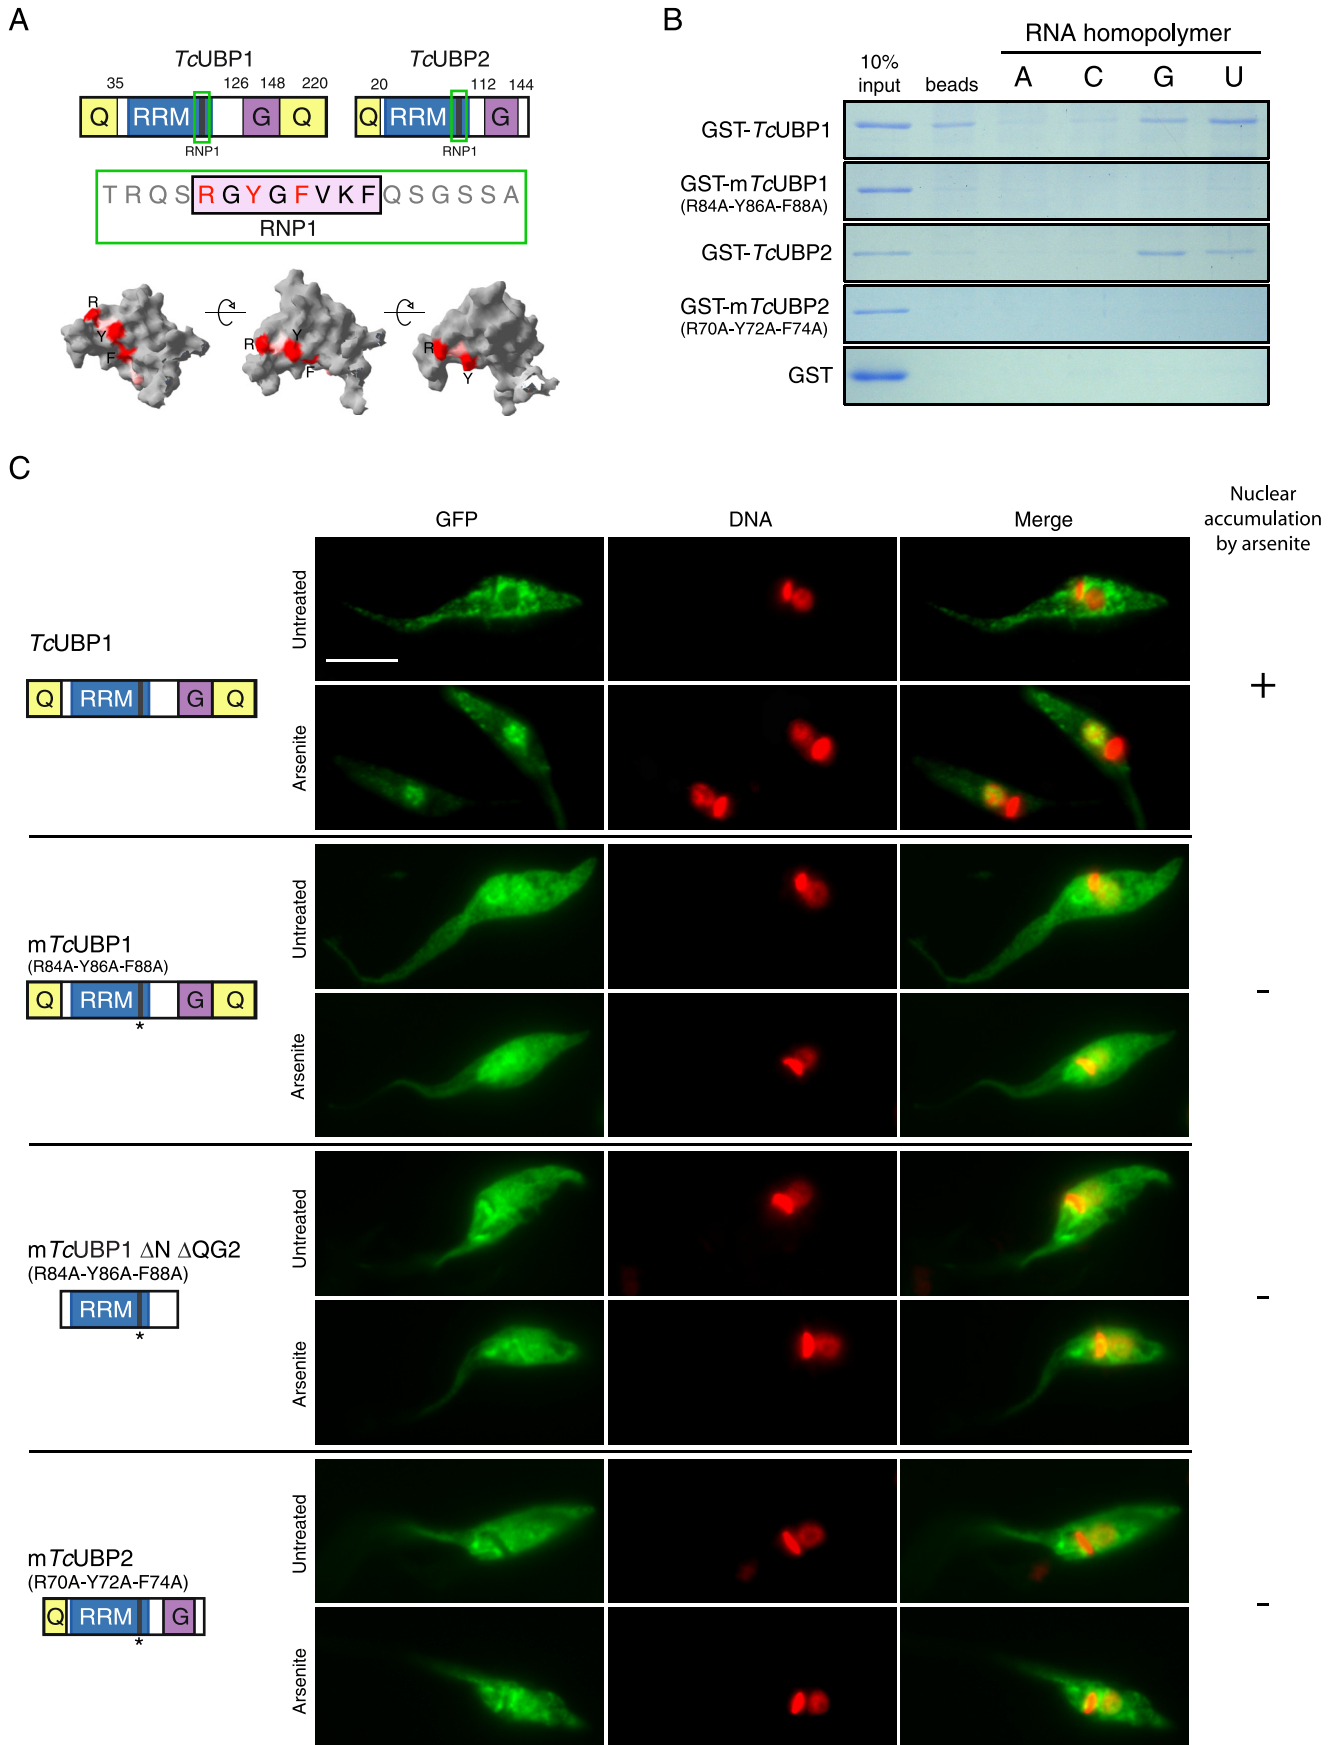 A
TcUBP1
35 126 148 220
Q RRM G Q
RNP1
TcUBP2
20 112 144
Q RRM G
RNP1
T R Q S R G Y G F V K F Q S G S S A
RNP1
R Y F
R Y F
R Y
B
RNA homopolymer
10% input beads A C G U
GST-TcUBP1
GST-mTcUBP1
(R84A-Y86A-F88A)
GST-TcUBP2
GST-mTcUBP2
(R70A-Y72A-F74A)
GST
C
GFP DNA Merge
Nuclear
accumulation
by arsenite
TcUBP1
Q RRM G Q
Untreated
Arsenite
+
mTcUBP1
(R84A-Y86A-F88A)
Q RRM G Q
*
Untreated
Arsenite
-
mTcUBP1 ΔN ΔQG2
(R84A-Y86A-F88A)
RRM
*
Untreated
Arsenite
-
mTcUBP2
(R70A-Y72A-F74A)
Q RRM G
*
Untreated
Arsenite
-